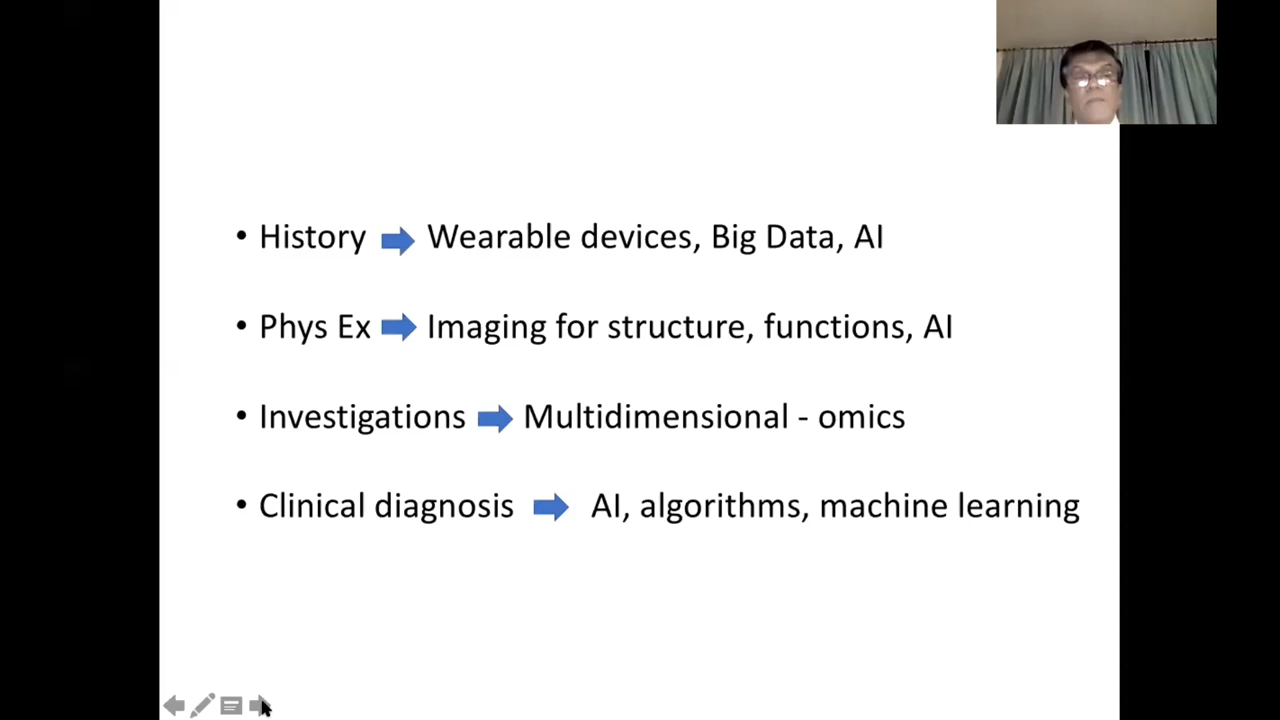 • History ➡ Wearable devices, Big Data, AI
• Phys Ex ➡ Imaging for structure, functions, AI
• Investigations ➡ Multidimensional - omics
• Clinical diagnosis ➡ AI, algorithms, machine learning